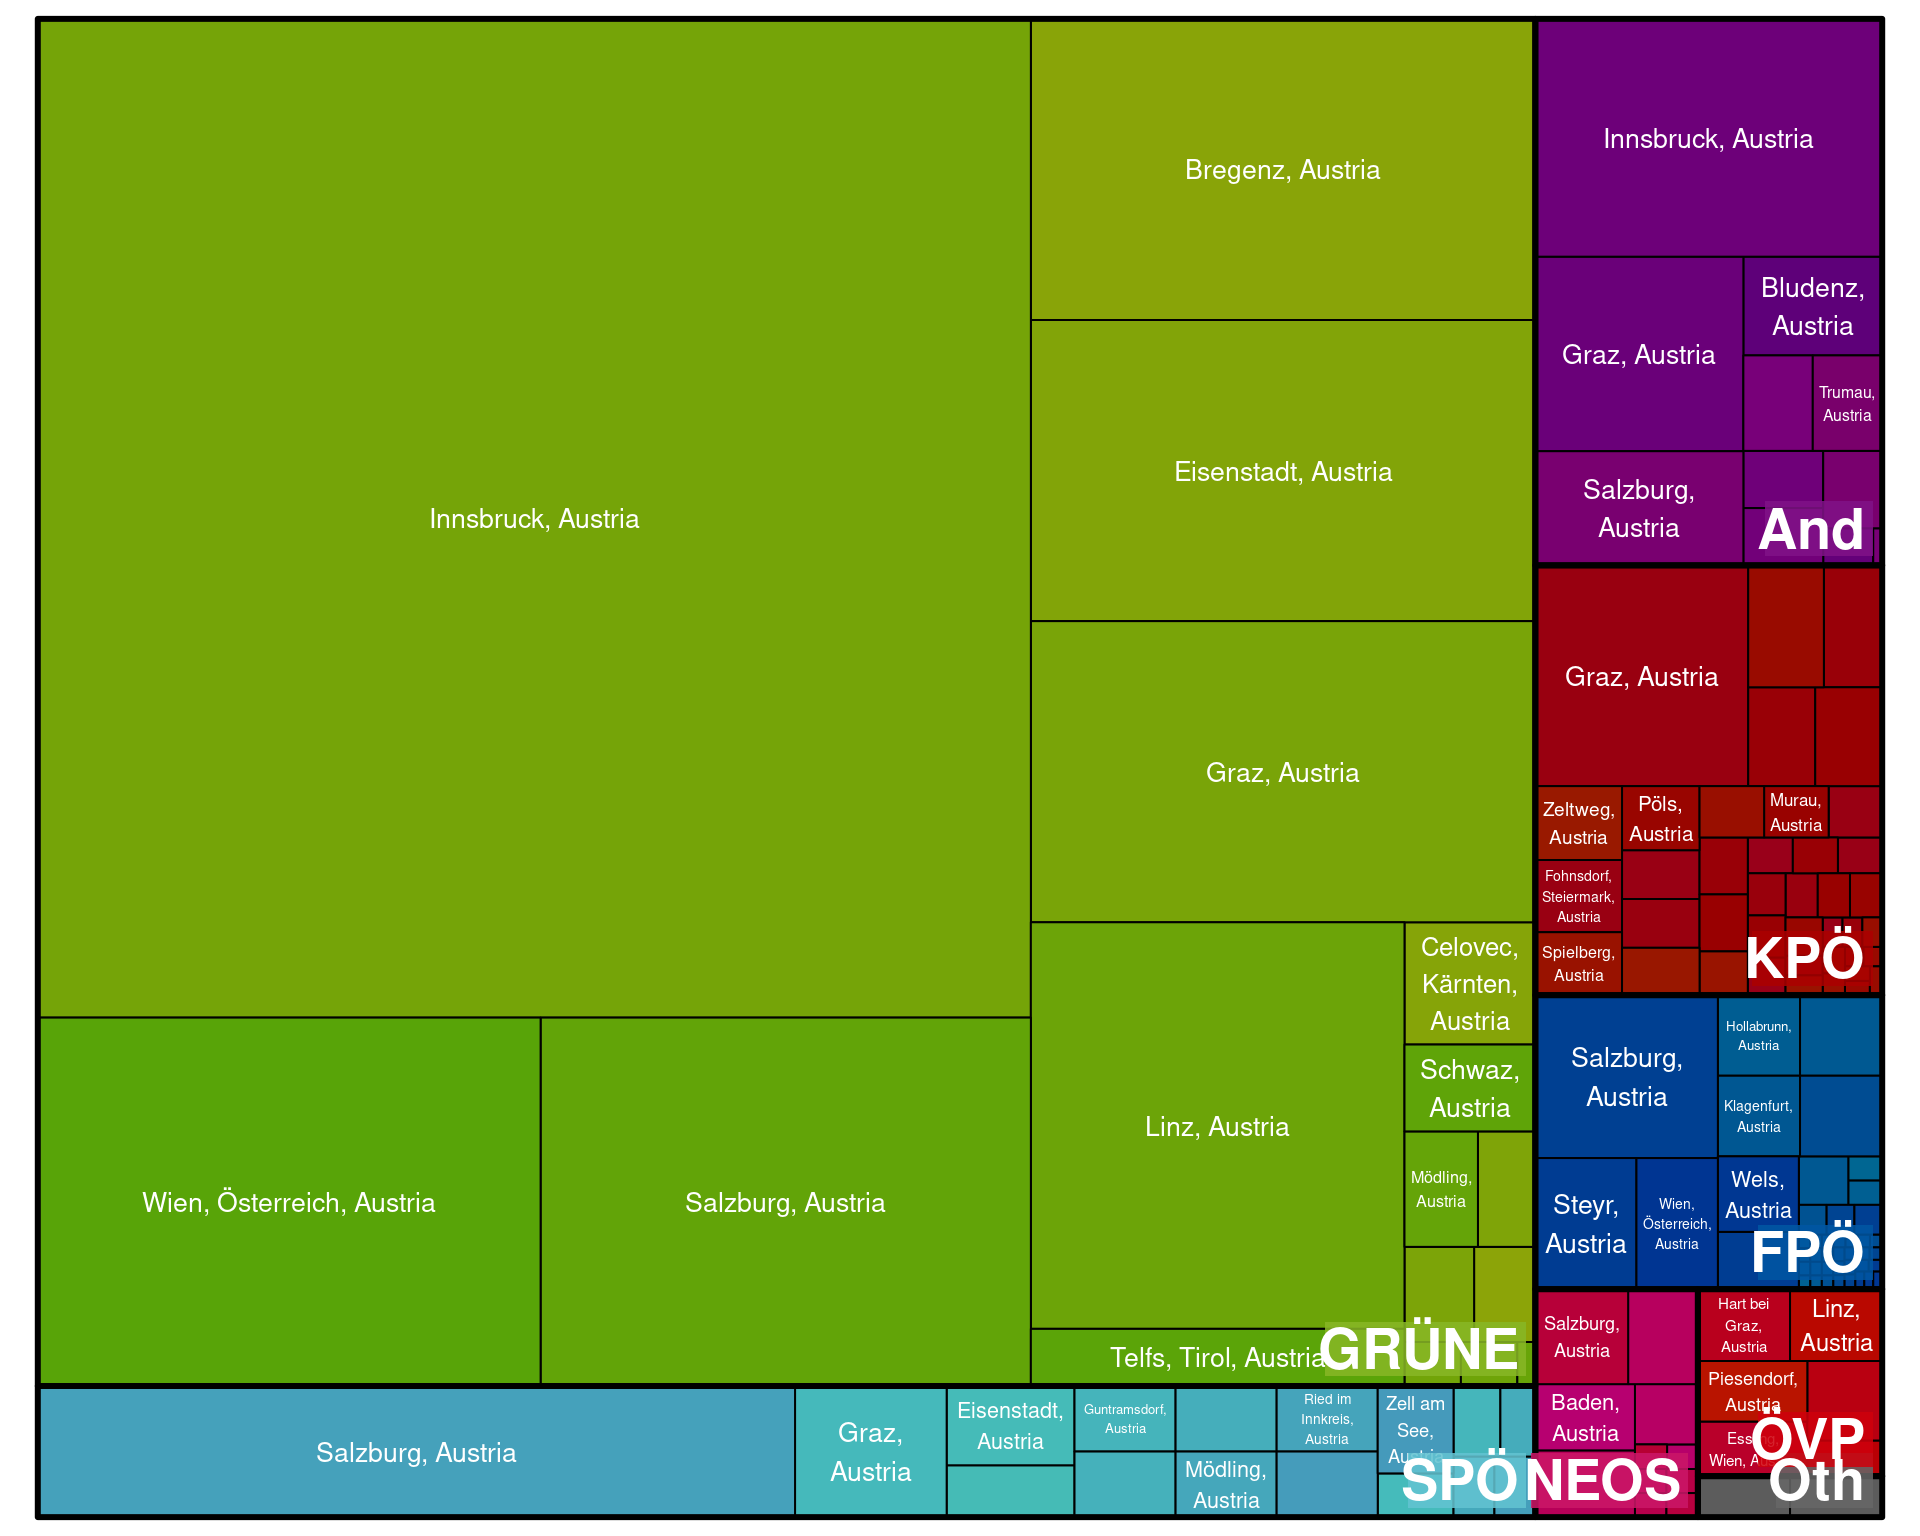 Innsbruck, Austria
Bregenz, Austria
Eisenstadt, Austria
Graz, Austria
Wien, Österreich, Austria
Salzburg, Austria
Linz, Austria
Celovec,
Kärnten,
Austria
Schwaz,
Austria
Mödling,
Austria
Telfs, Tirol, Austria
GRÜNE
Salzburg, Austria
Graz,
Austria
Eisenstadt,
Austria
Guntramsdorf,
Austria
Mödling,
Austria
Ried im
Innkreis,
Austria
Zell am
See,
Austria
SPÖ
Innsbruck, Austria
Graz, Austria
Bludenz,
Austria
Trumau,
Austria
Salzburg,
Austria
And
Graz, Austria
Zeltweg,
Austria
Pöls,
Austria
Murau,
Austria
Fohnsdorf,
Steiermark,
Austria
Spielberg,
Austria
KPÖ
Salzburg,
Austria
Hollabrunn,
Austria
Klagenfurt,
Austria
Steyr,
Austria
Wien,
Österreich,
Austria
Wels,
Austria
FPÖ
Salzburg,
Austria
Baden,
Austria
NEOS
Hart bei
Graz,
Austria
Linz,
Austria
Piesendorf,
Austria
Wien,
ÖVP
Oth